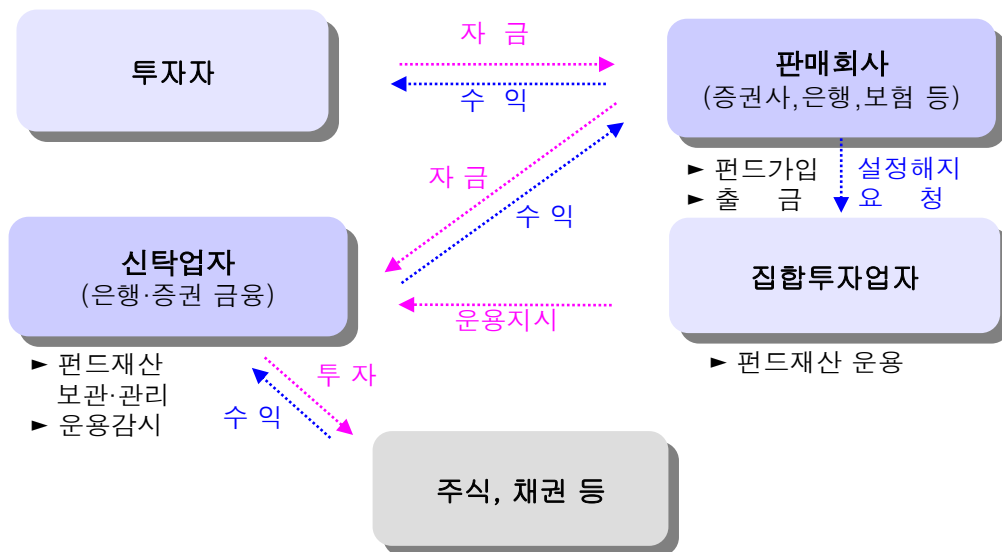 자 금
투자자
수 익
판매회사
(증권사,은행,보험 등)
► 펀드가입
► 출 금
설정해지
요 청
자 금
수 익
신탁업자
(은행·증권 금융)
집합투자업자
운용지시
► 펀드재산
보관·관리
► 운용감시
► 펀드재산 운용
투 자
수 익
주식, 채권 등